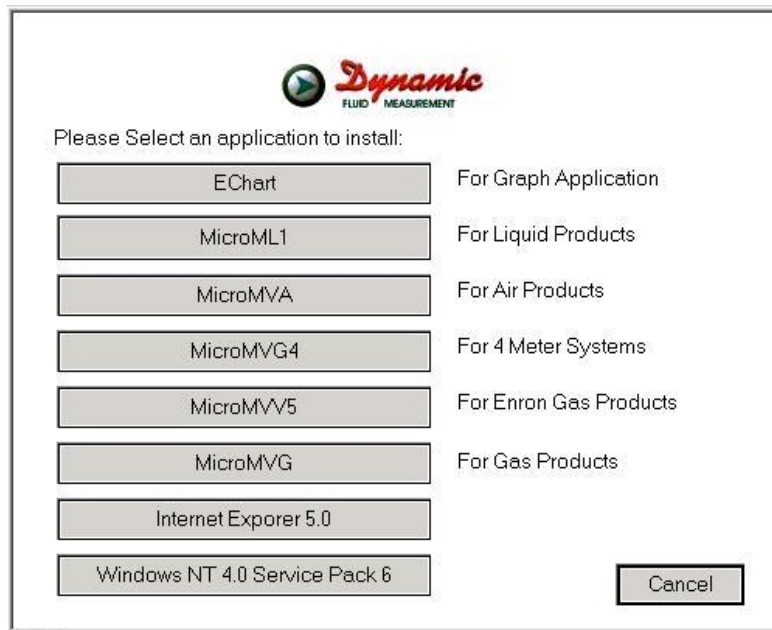 Dynamic
FLUID MEASUREMENT
Please Select an application to install:
EChart For Graph Application
MicroML1 For Liquid Products
MicroMVA For Air Products
MicroMVG4 For 4 Meter Systems
MicroMVV5 For Enron Gas Products
MicroMVG For Gas Products
Internet Exporer 5.0
Windows NT 4.0 Service Pack 6
Cancel